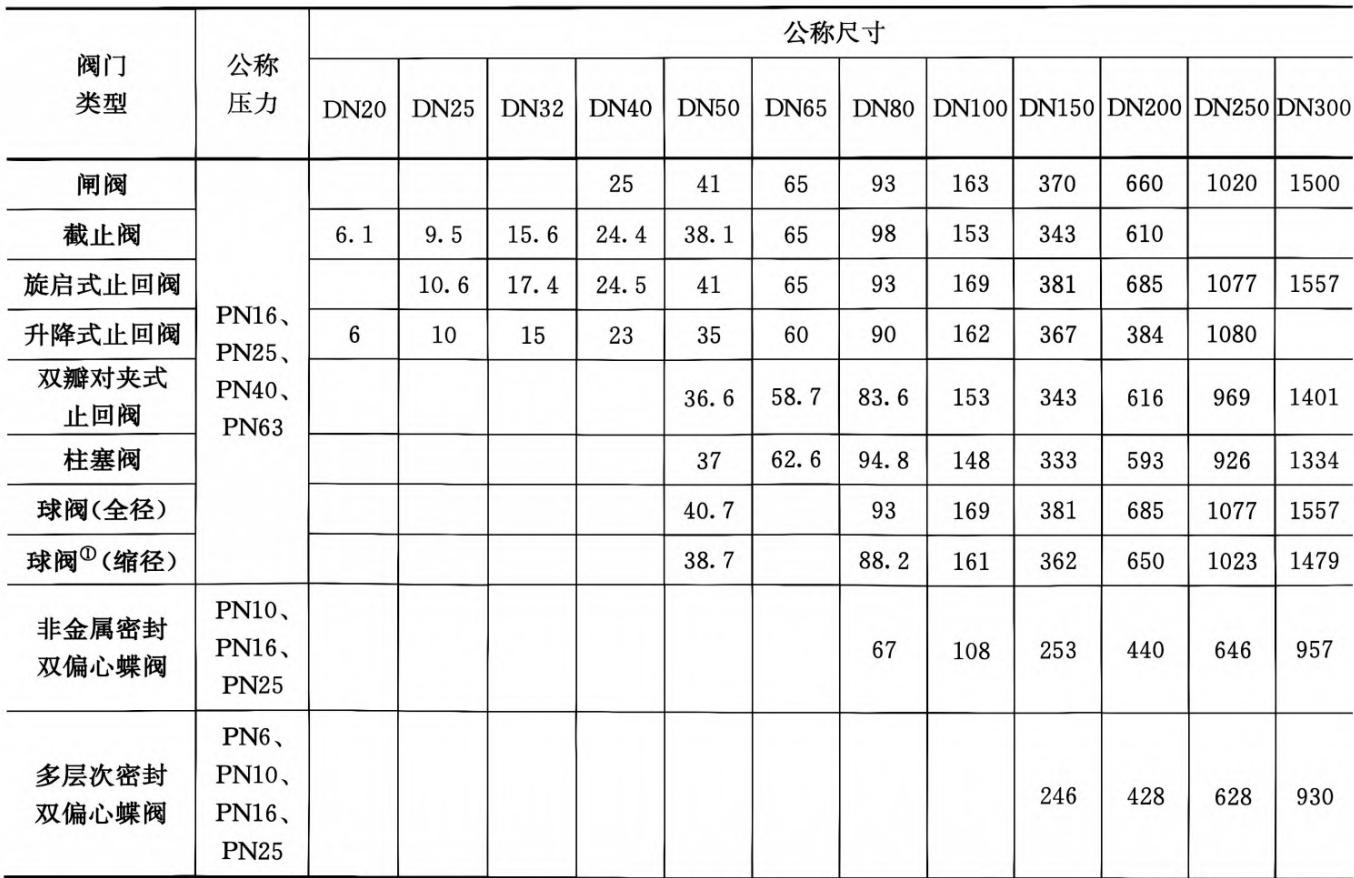 阀门
类型
公称
压力
公称尺寸
DN20 DN25 DN32 DN40 DN50 DN65 DN80 DN100 DN150 DN200 DN250 DN300
闸阀 25 41 65 93 163 370 660 1020 1500
截止阀 6.1 9.5 15.6 24.4 38.1 65 98 153 343 610
旋启式止回阀 10.6 17.4 24.5 41 65 93 169 381 685 1077 1557
升降式止回阀 6 10 15 23 35 60 90 162 367 384 1080
双瓣对夹式
止回阀 36.6 58.7 83.6 153 343 616 969 1401
柱塞阀 37 62.6 94.8 148 333 593 926 1334
球阀(全径) 40.7 93 169 381 685 1077 1557
球阀①(缩径) 38.7 88.2 161 362 650 1023 1479
PN16、
PN25、
PN40、
PN63
非金属密封
双偏心蝶阀
PN10、
PN16、
PN25
67 108 253 440 646 957
多层次密封
双偏心蝶阀
PN6、
PN10、
PN16、
PN25
246 428 628 930